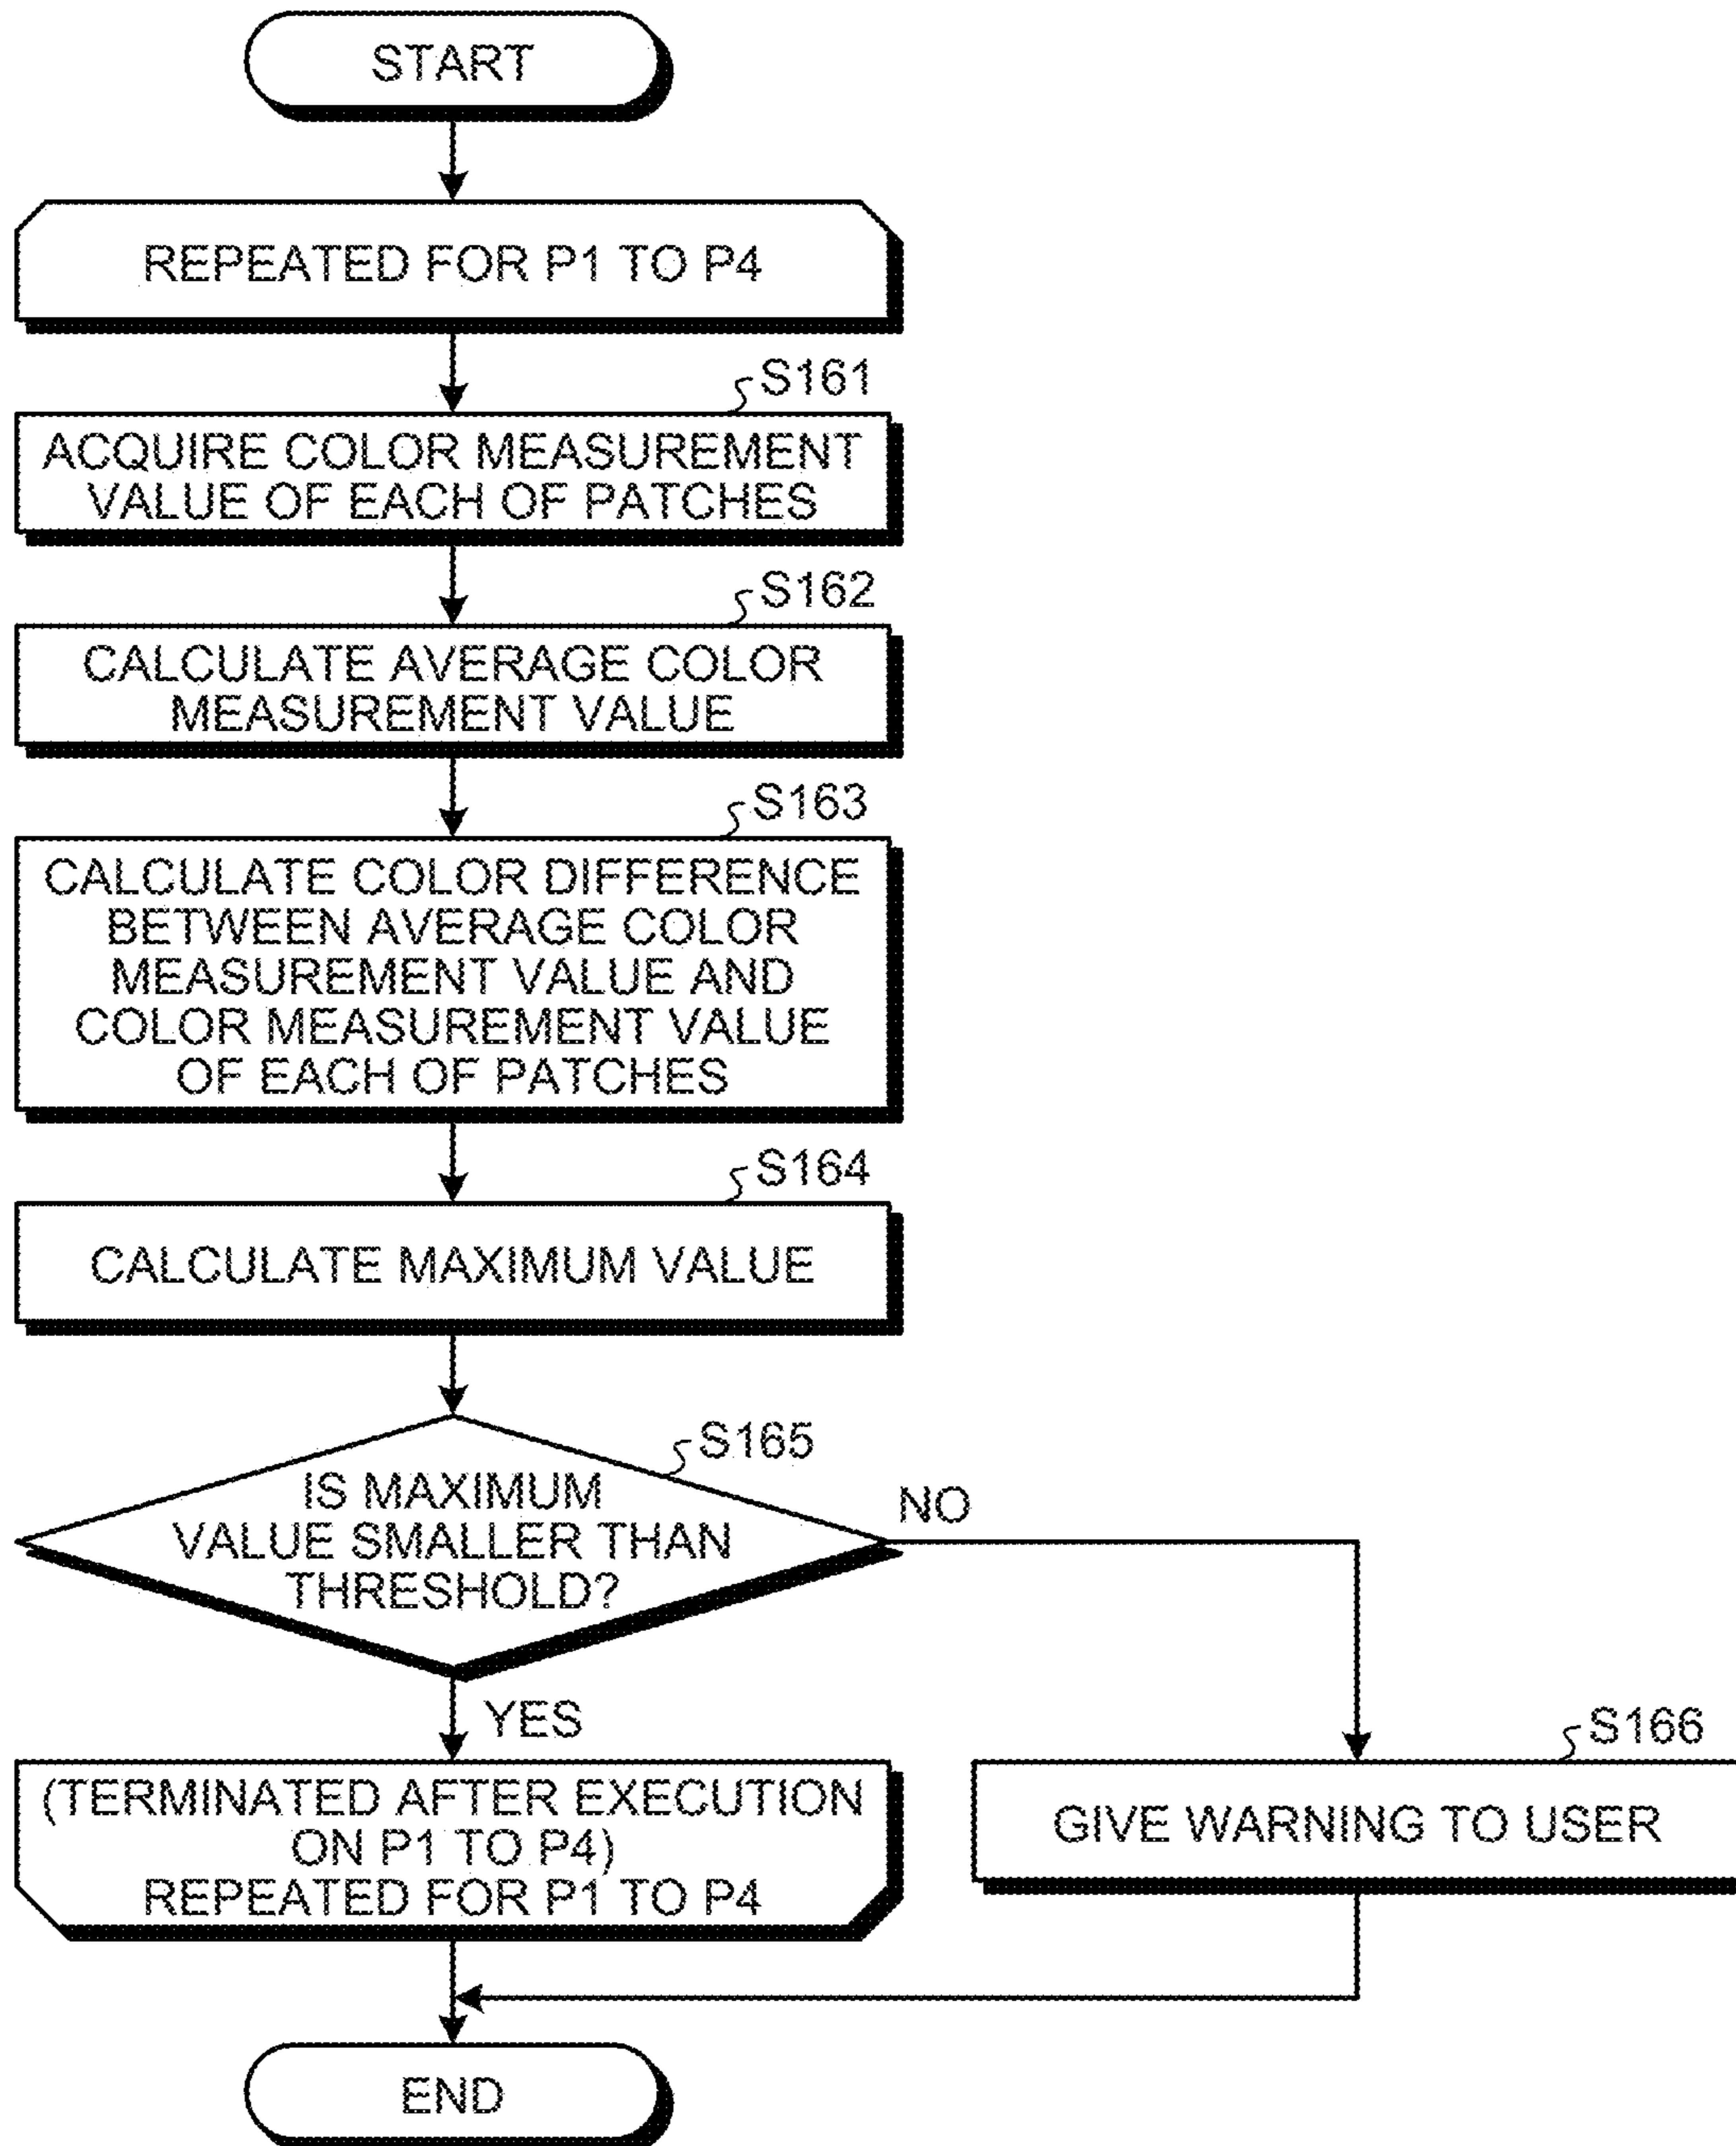 START
REPEATED FOR P1 TO P4
S161
ACQUIRE COLOR MEASUREMENT
VALUE OF EACH OF PATCHES
S162
CALCULATE AVERAGE COLOR
MEASUREMENT VALUE
S163
CALCULATE COLOR DIFFERENCE
BETWEEN AVERAGE COLOR
MEASUREMENT VALUE AND
COLOR MEASUREMENT VALUE
OF EACH OF PATCHES
S164
CALCULATE MAXIMUM VALUE
S165
IS MAXIMUM
VALUE SMALLER THAN
THRESHOLD?
NO
YES
(TERMINATED AFTER EXECUTION
ON P1 TO P4)
REPEATED FOR P1 TO P4
S166
GIVE WARNING TO USER
END